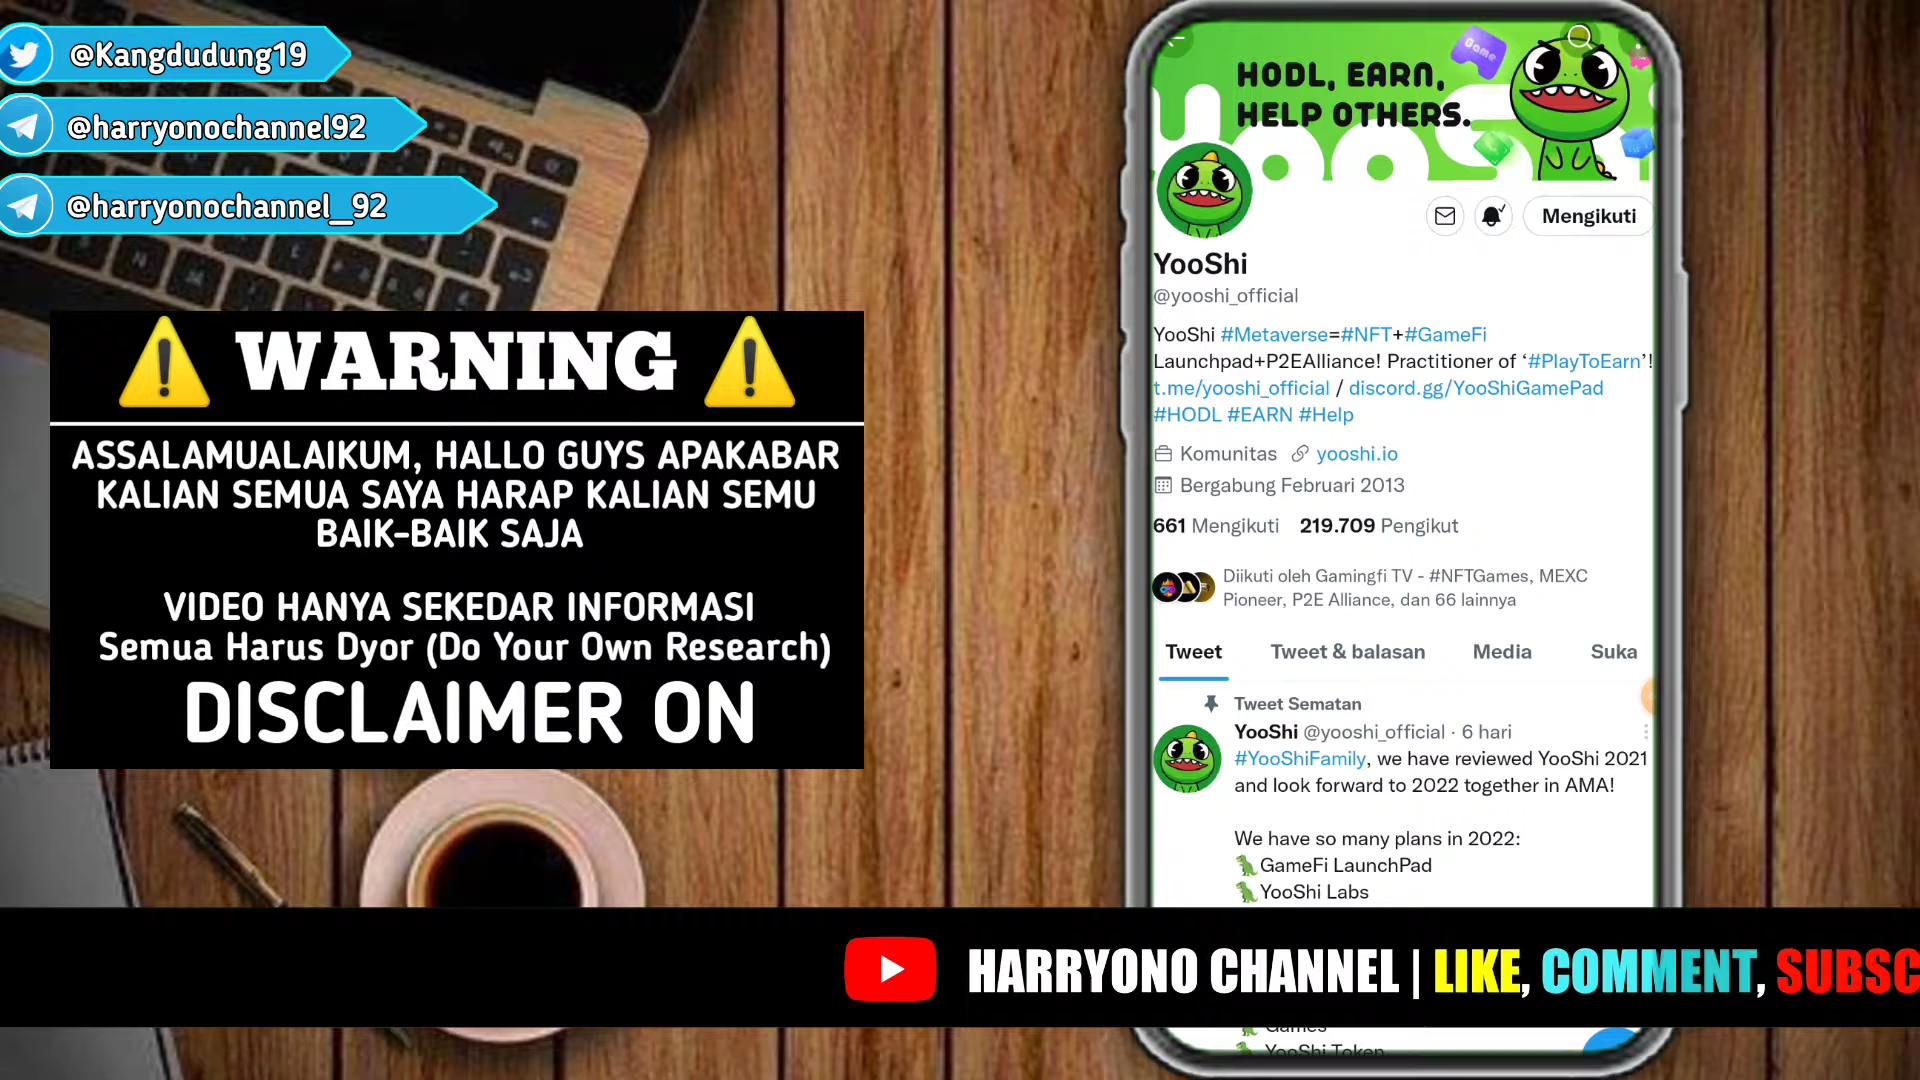 @Kangdudung19
@harryonochannel92
@harryonochannel_92
WARNING
ASSALAMUALAIKUM, HALLO GUYS APAKABAR
KALIAN SEMUA SAYA HARAP KALIAN SEMU
BAIK-BAIK SAJA
VIDEO HANYA SEKEDAR INFORMASI
Semua Harus Dyor (Do Your Own Research)
DISCLAIMER ON
Game
HODL, EARN,
HELP OTHERS.
Mengikuti
YooShi
@yooshi_official
YooShi #Metaverse=#NFT+#GameFi
Launchpad+P2EAlliance! Practitioner of ‘#PlayToEarn’!
t.me/yooshi_official / discord.gg/YooShiGamePad
#HODL #EARN #Help
Komunitas yooshi.io
Bergabung Februari 2013
661 Mengikuti 219.709 Pengikut
Diikuti oleh Gamingfi TV - #NFTGames, MEXC
Pioneer, P2E Alliance, dan 66 lainnya
Tweet Tweet & balasan Media Suka
Tweet Sematan
YooShi @yooshi_official · 6 hari
#YooShiFamily, we have reviewed YooShi 2021
and look forward to 2022 together in AMA!
We have so many plans in 2022:
GameFi LaunchPad
YooShi Labs
HARRYONO CHANNEL | LIKE, COMMENT, SUBSC
Games
YooShi Token